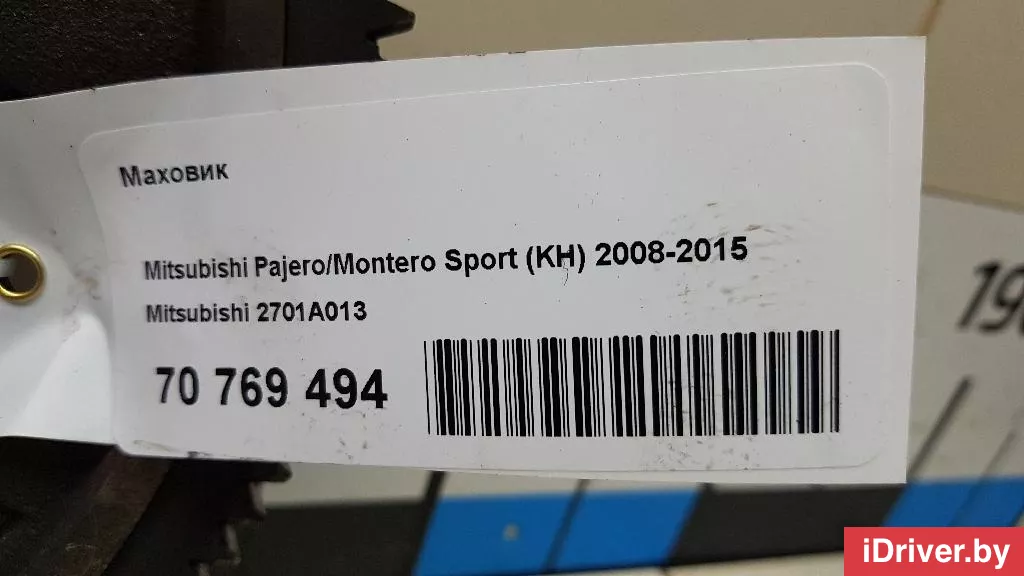 Маховик
Mitsubishi Pajero/Montero Sport (KH) 2008-2015
Mitsubishi 2701A013
70 769 494
iDriver.by